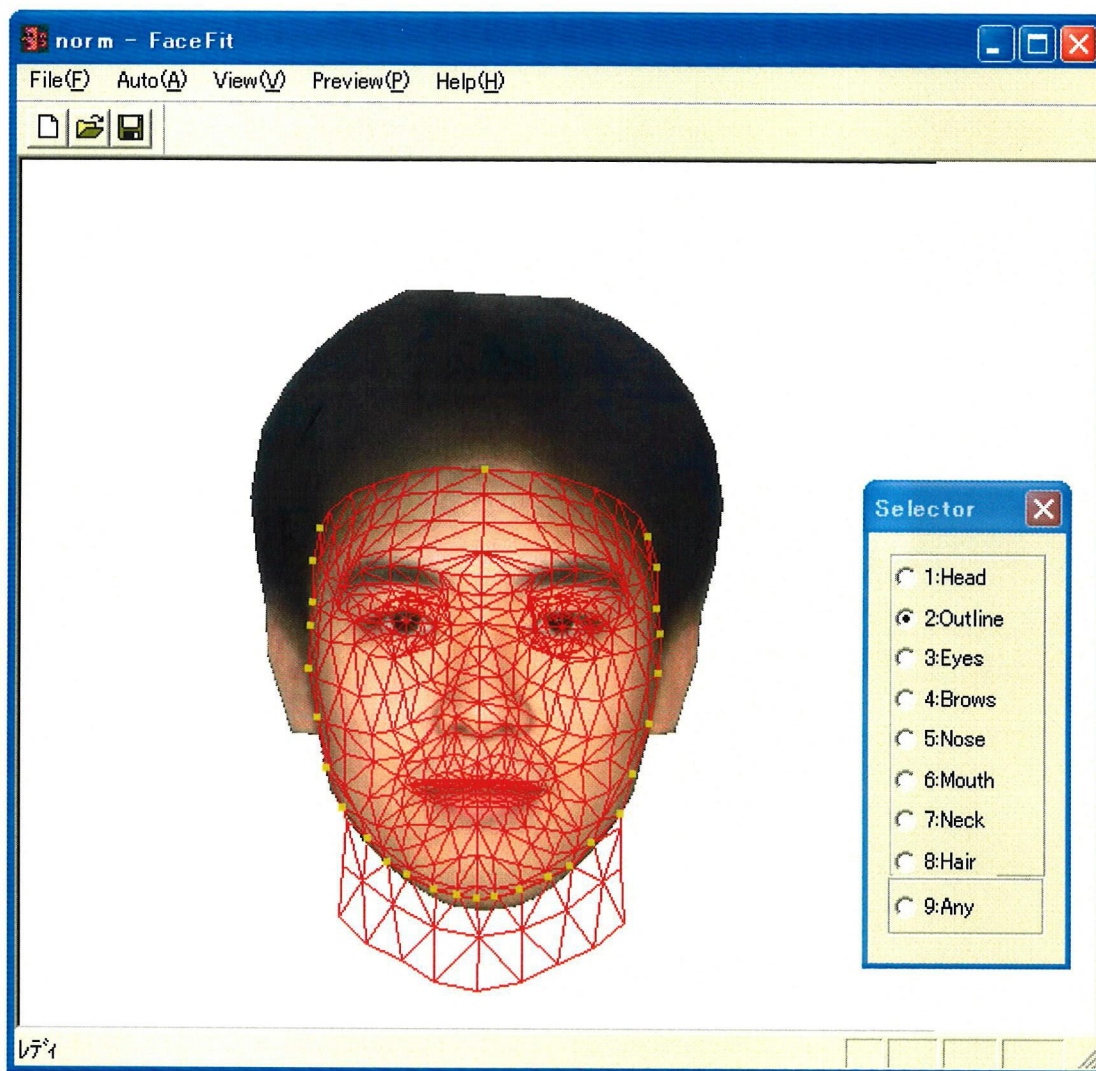 norm - FaceFit
File(F) Auto(A) View(V) Preview(P) Help(H)
Selector
1:Head
2:Outline
3:Eyes
4:Brows
5:Nose
6:Mouth
7:Neck
8:Hair
9:Any
ﾚﾃﾞｨ